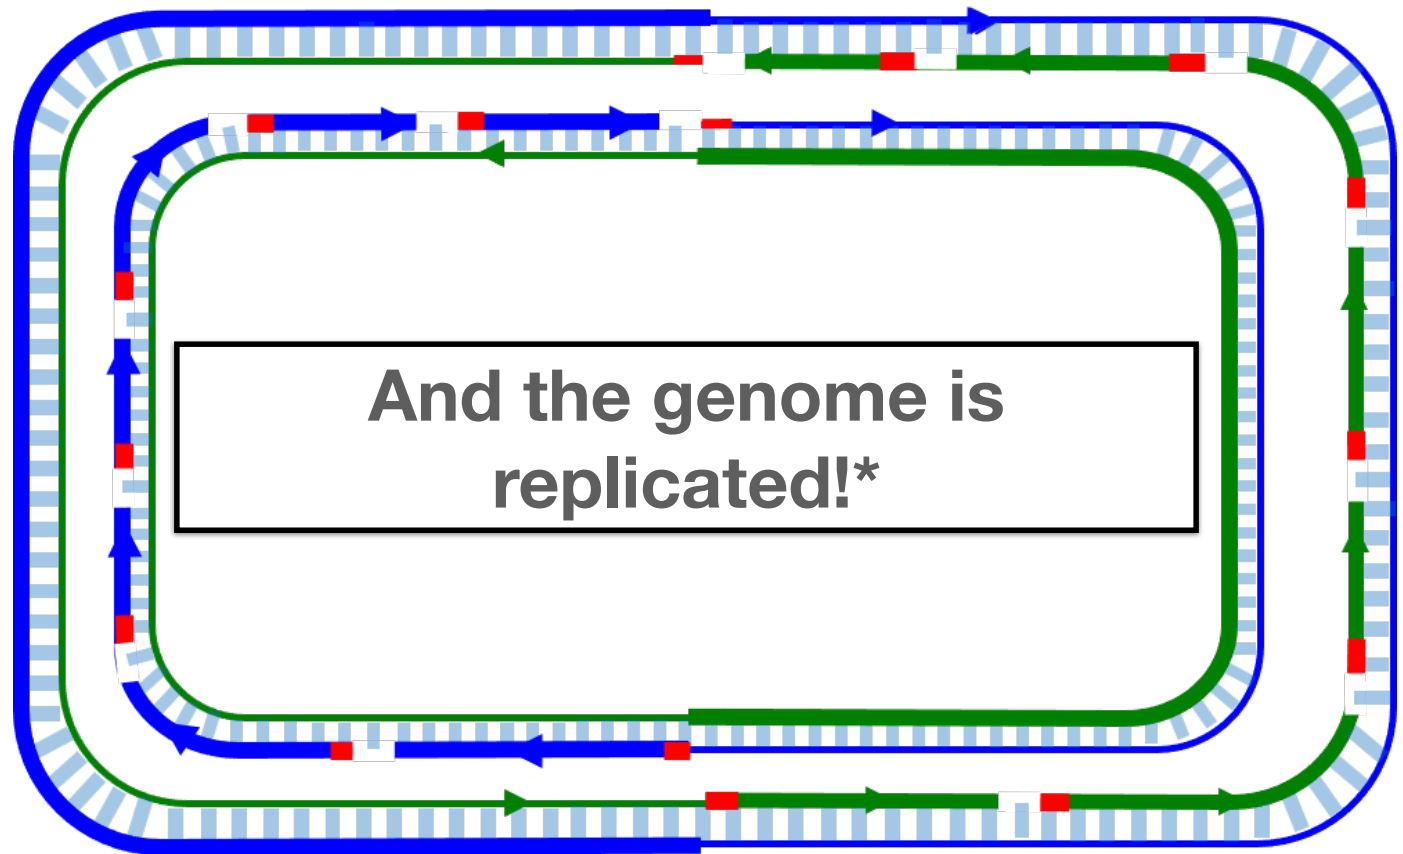 And the genome is
replicated!*